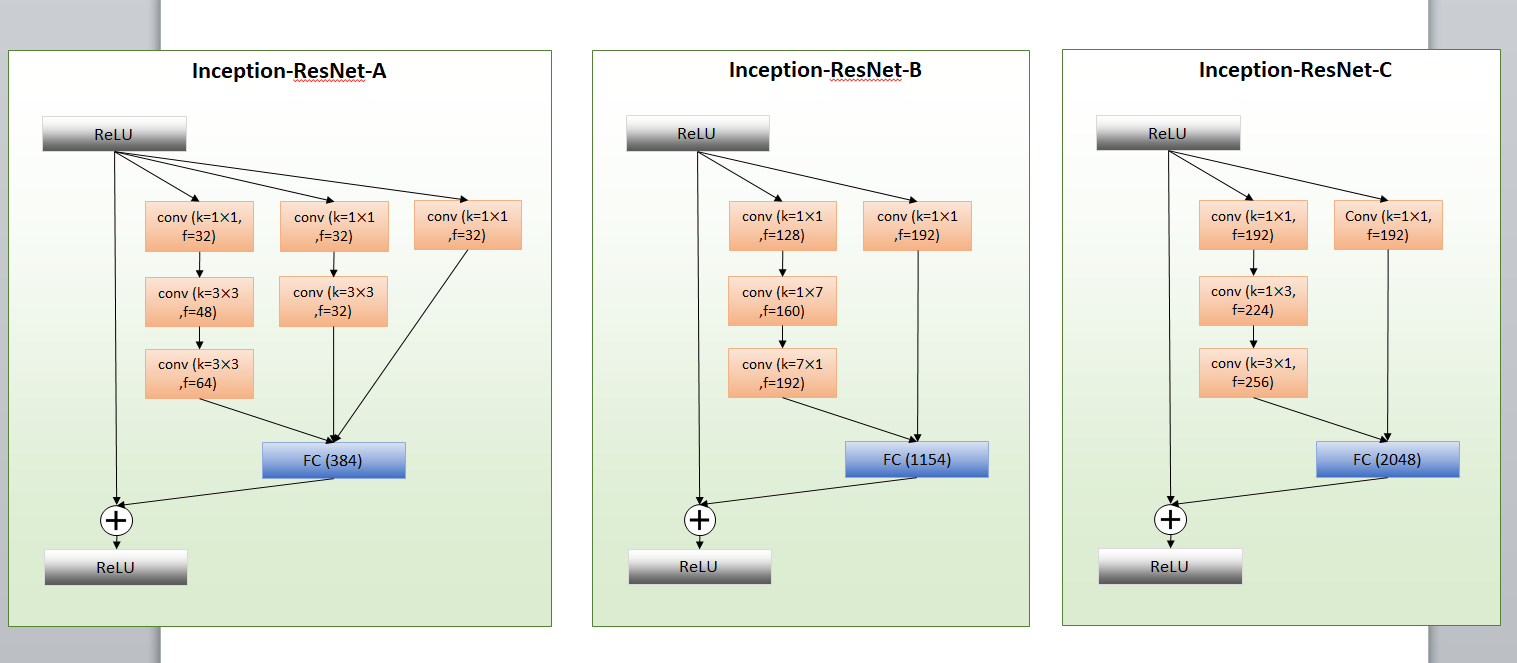 Inception-ResNet-A
ReLU
conv (k=1×1,
f=32)
conv (k=1×1
,f=32)
conv (k=1×1
,f=32)
conv (k=3×3
,f=48)
conv (k=3×3
,f=32)
conv (k=3×3
,f=64)
FC (384)
+
ReLU
Inception-ResNet-B
ReLU
conv (k=1×1
,f=128)
conv (k=1×1
,f=192)
conv (k=1×7
,f=160)
conv (k=7×1
,f=192)
FC (1154)
+
ReLU
Inception-ResNet-C
ReLU
conv (k=1×1,
f=192)
Conv (k=1×1,
f=192)
conv (k=1×3,
f=224)
conv (k=3×1,
f=256)
FC (2048)
+
ReLU